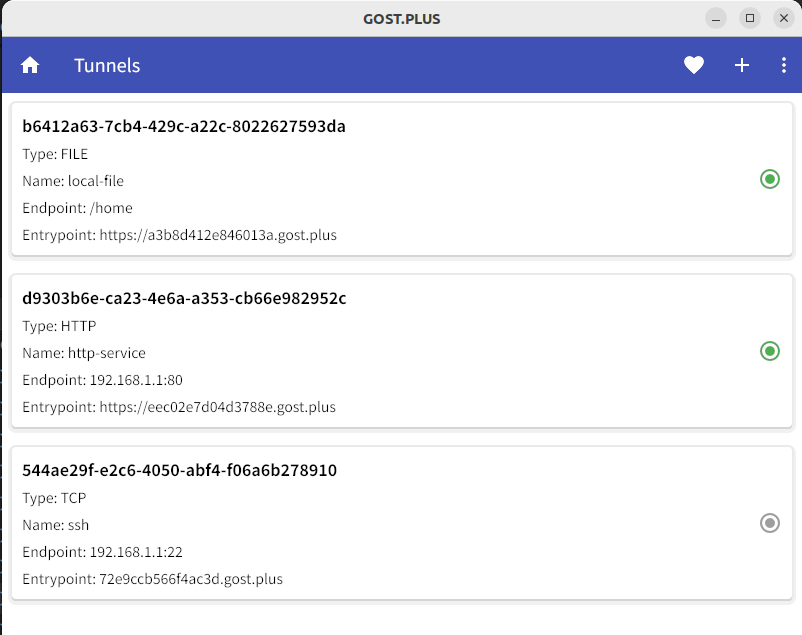 GOST.PLUS
Tunnels
b6412a63-7cb4-429c-a22c-8022627593da
Type: FILE
Name: local-file
Endpoint: /home
Entrypoint: https://a3b8d412e846013a.gost.plus
d9303b6e-ca23-4e6a-a353-cb66e982952c
Type: HTTP
Name: http-service
Endpoint: 192.168.1.1:80
Entrypoint: https://eec02e7d04d3788e.gost.plus
544ae29f-e2c6-4050-abf4-f06a6b278910
Type: TCP
Name: ssh
Endpoint: 192.168.1.1:22
Entrypoint: 72e9ccb566f4ac3d.gost.plus